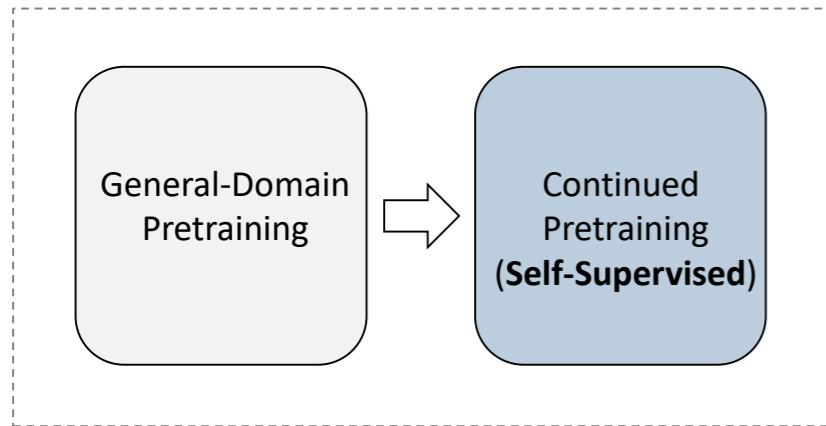 General-Domain
Pretraining
Continued
Pretraining
(Self-Supervised)